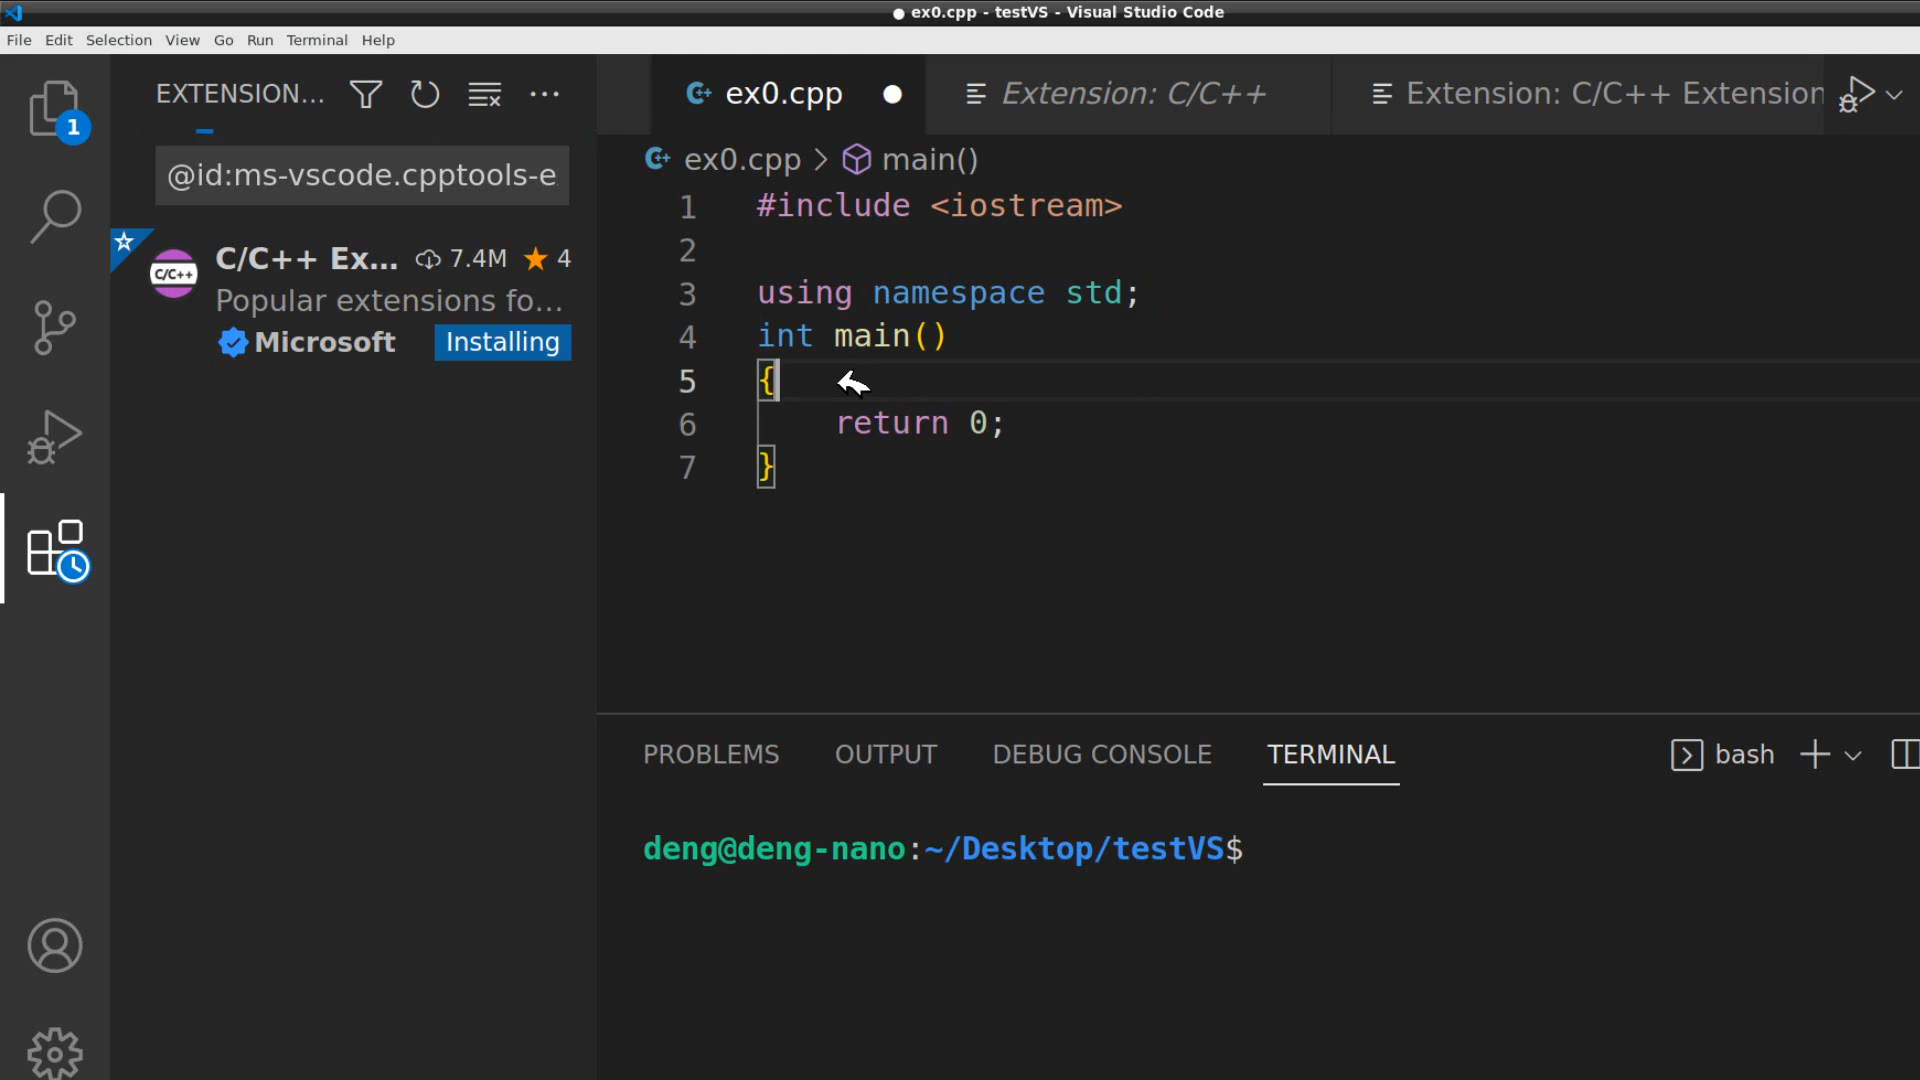 ex0.cpp - testVS - Visual Studio Code
File Edit Selection View Go Run Terminal Help
EXTENSION...
ex0.cpp
Extension: C/C++
Extension: C/C++ Extension
1
@id:ms-vscode.cpptools-e
ex0.cpp > main()
C/C++
C/C++ Ex... 7.4M 4
Popular extensions fo...
Microsoft Installing
1 #include <iostream>
2
3 using namespace std;
4 int main()
5 {
6 return 0;
7 }
PROBLEMS OUTPUT DEBUG CONSOLE TERMINAL bash
deng@deng-nano:~/Desktop/testVS$